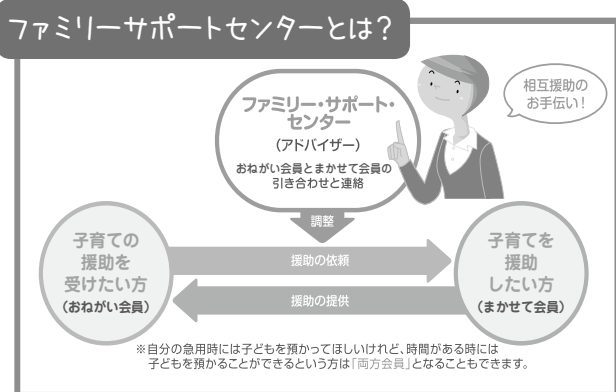 ファミリーサポートセンターとは?
ファミリー・サポート・
センター
(アドバイザー)
おねがい会員とまかせて会員の
引き合わせと連絡
相互援助の
お手伝い!
調整
子育ての
援助を
受けたい方
(おねがい会員)
援助の依頼
援助の提供
子育てを
援助
したい方
(まかせて会員)
※自分の急用時には子どもを預かってほしいけれど、時間がある時には
子どもを預かることができるという方は「両方会員」となることもできます。